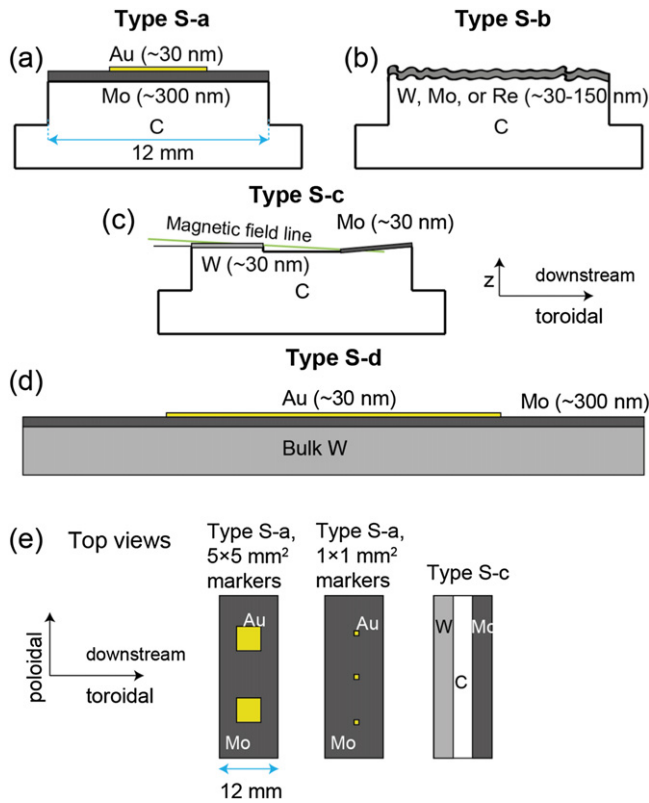 Type S-a
Type S-b
(a)
Au (~30 nm)
Mo (~300 nm)
C
12 mm
(b)
W, Mo, or Re (~30-150 nm)
C
Type S-c
(c)
Magnetic field line
Mo (~30 nm)
W (~30 nm)
C
z
downstream
toroidal
Type S-d
(d)
Au (~30 nm)
Mo (~300 nm)
Bulk W
(e)
Top views
Type S-a,
5×5 mm²
markers
Type S-a,
1×1 mm²
markers
Type S-c
poloidal
downstream
toroidal
Au
Mo
12 mm
Au
Mo
W
C
Mo